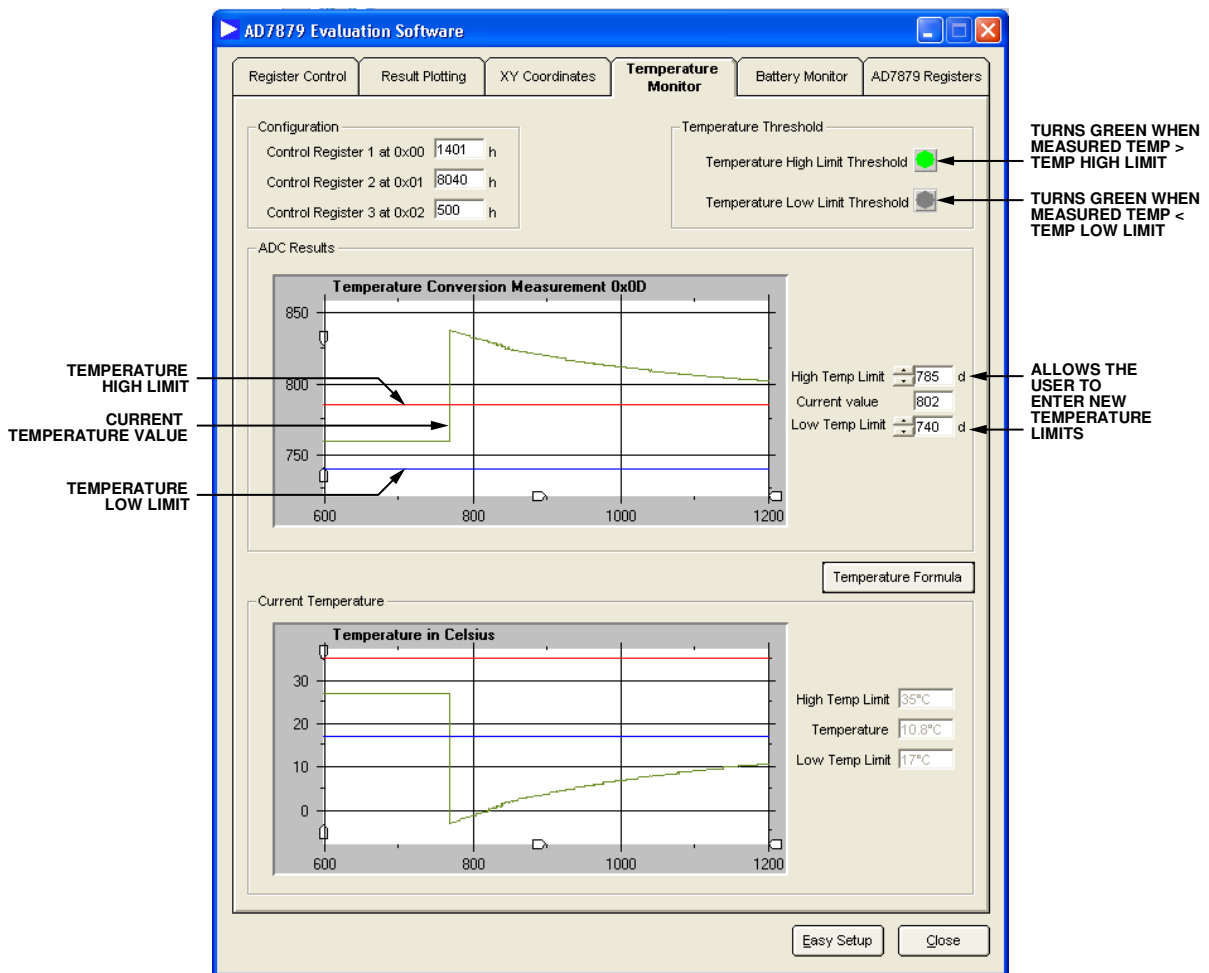 AD7879 Evaluation Software
Register Control
Result Plotting
XY Coordinates
Temperature
Monitor
Battery Monitor
AD7879 Registers
Configuration
Control Register 1 at 0x00 1401 h
Control Register 2 at 0x01 8040 h
Control Register 3 at 0x02 500 h
Temperature Threshold
Temperature High Limit Threshold
Temperature Low Limit Threshold
TURNS GREEN WHEN
MEASURED TEMP >
TEMP HIGH LIMIT
TURNS GREEN WHEN
MEASURED TEMP <
TEMP LOW LIMIT
ADC Results
Temperature Conversion Measurement 0x0D
850
800
750
600 800 1000 1200
TEMPERATURE
HIGH LIMIT
CURRENT
TEMPERATURE VALUE
TEMPERATURE
LOW LIMIT
High Temp Limit 785 d
Current value 802
Low Temp Limit 740 d
ALLOWS THE
USER TO
ENTER NEW
TEMPERATURE
LIMITS
Temperature Formula
Current Temperature
Temperature in Celsius
30
20
10
0
600 800 1000 1200
High Temp Limit 35°C
Temperature 10.8°C
Low Temp Limit 17°C
Easy Setup
Close